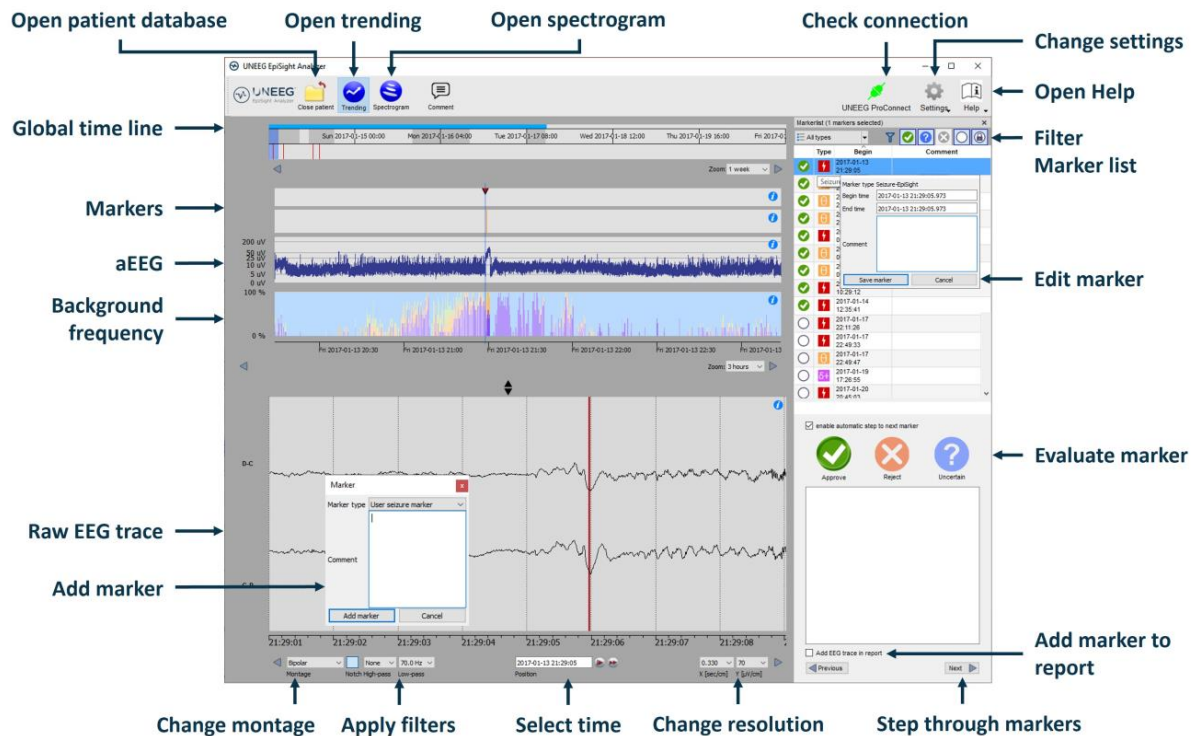 Open patient database
Open trending
Open spectrogram
Check connection
Change settings
Open Help
Filter
Marker list
Edit marker
Evaluate marker
Add marker to
report
Step through markers
Change resolution
Select time
Apply filters
Change montage
Add marker
Raw EEG trace
Background
frequency
aEEG
Markers
Global time line
UNEEG EpiSight Analyzer
UNEEG
EpiSight Analyzer
Close patient
Trending
Spectrogram
Comment
UNEEG ProConnect
Settings
Help
Sun 2017-01-15 00:00
Mon 2017-01-16 04:00
Tue 2017-01-17 08:00
Wed 2017-01-18 12:00
Thu 2017-01-19 16:00
Fri 2017-0
Zoom: 1 week
200 uV
50 uV
25 uV
10 uV
5 uV
0 uV
100 %
0 %
Fri 2017-01-13 20:30
Fri 2017-01-13 21:00
Fri 2017-01-13 21:30
Fri 2017-01-13 22:00
Fri 2017-01-13 22:30
Fri 2017-01-13
Zoom: 3 hours
D-C
Marker
x
Marker type
User seizure marker
Comment
Add marker
Cancel
21:29:01
21:29:02
21:29:03
21:29:04
21:29:05
21:29:06
21:29:07
21:29:08
Bipolar
None
70.0 Hz
2017-01-13 21:29:05
0.330
70
Montage
Notch
High-pass
Low-pass
Position
X [sec/cm]
Y [µV/cm]
Markerlist (1 markers selected)
All types
Type
Begin
Comment
2017-01-13
21:29:05
Marker type Seizure-EpiSight
Begin time
2017-01-13 21:29:05.973
End time
2017-01-13 21:29:05.973
Comment
Save marker
Cancel
10:29:12
2017-01-14
12:35:41
2017-01-17
22:11:26
2017-01-17
22:49:33
2017-01-17
22:49:47
2017-01-19
17:26:55
2017-01-20
enable automatic step to next marker
Approve
Reject
Uncertain
Add EEG trace in report
Previous
Next